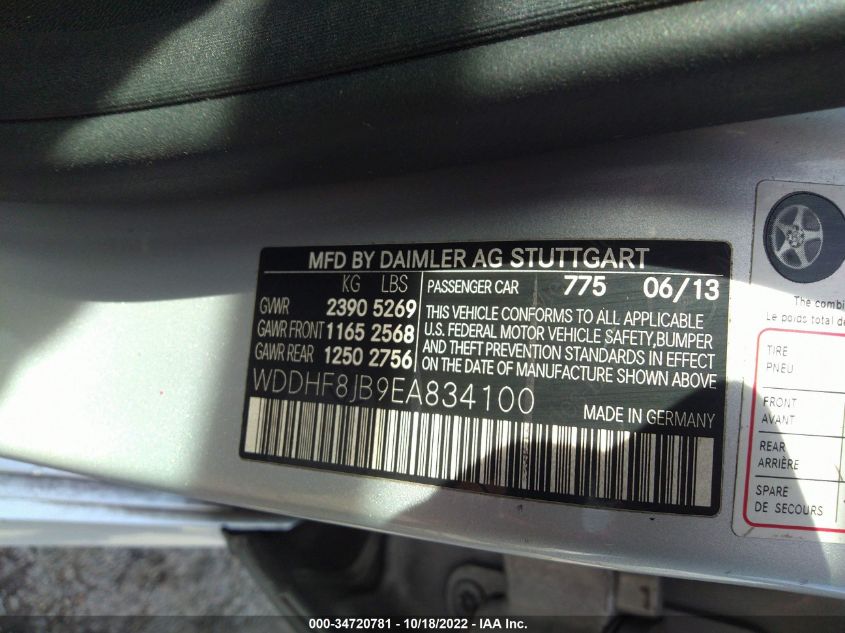 MFD BY DAIMLER AG STUTTGART
KG LBS
GVWR 2390 5269
GAWR FRONT 1165 2568
GAWR REAR 1250 2756
PASSENGER CAR 775 06/13
THIS VEHICLE CONFORMS TO ALL APPLICABLE
U.S. FEDERAL MOTOR VEHICLE SAFETY,BUMPER
AND THEFT PREVENTION STANDARDS IN EFFECT
ON THE DATE OF MANUFACTURE SHOWN ABOVE
WDDHF8JB9EA834100
MADE IN GERMANY
The combi
Le poids total de
TIRE
PNEU
FRONT
AVANT
REAR
ARRIÈRE
SPARE
DE SECOURS
000-34720781 - 10/18/2022 - IAA Inc.